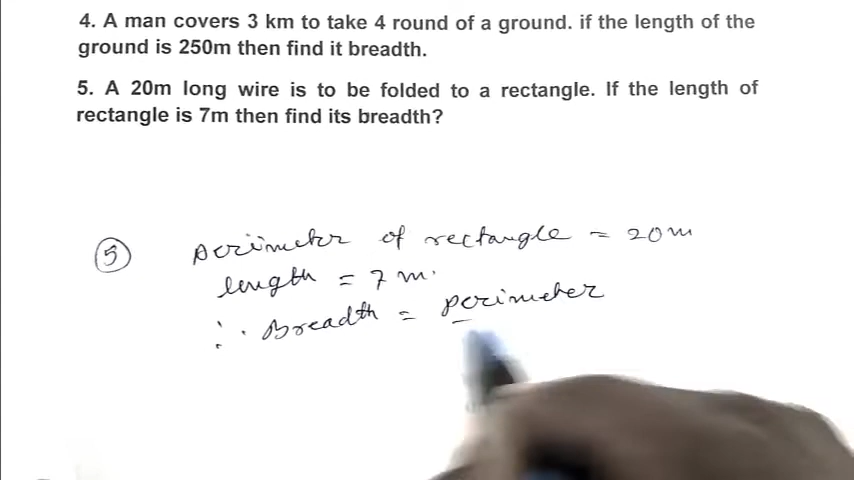 4. A man covers 3 km to take 4 round of a ground. if the length of the
ground is 250m then find it breadth.
5. A 20m long wire is to be folded to a rectangle. If the length of
rectangle is 7m then find its breadth?
5 perimeter of rectangle = 20m
length = 7 m.
∴ Breadth = perimeter